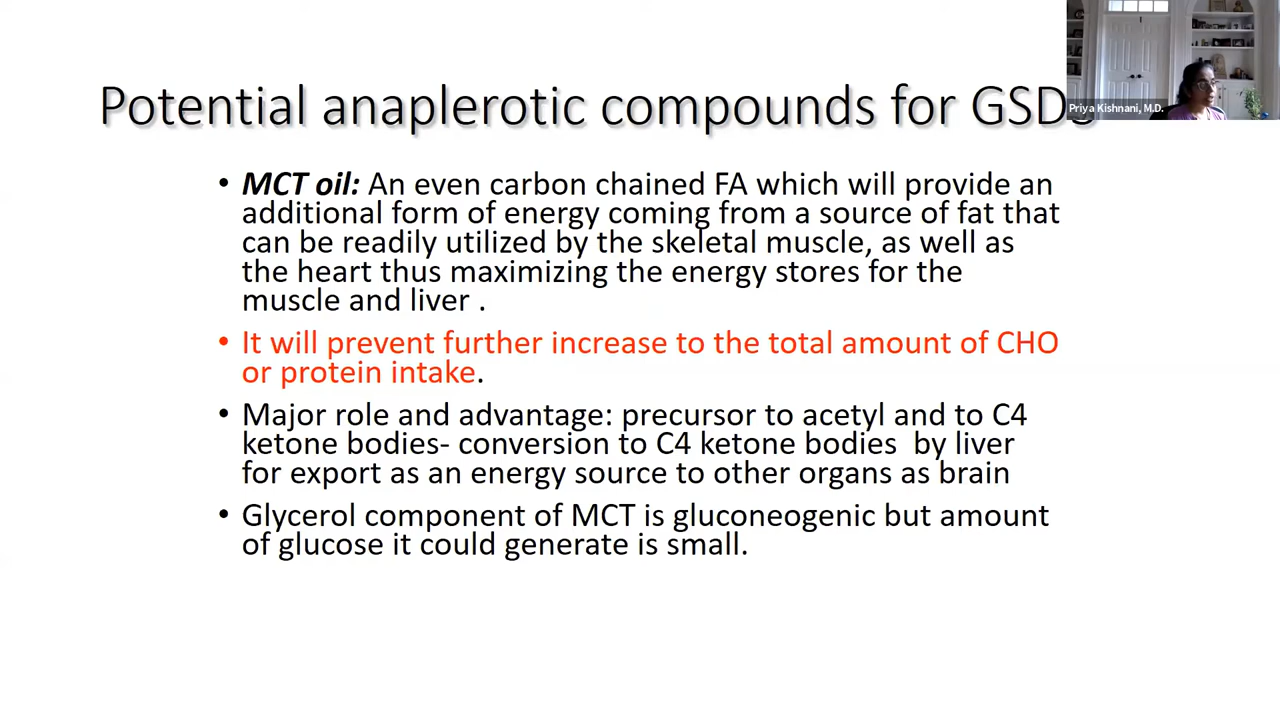 Potential anaplerotic compounds for GSDs
Priya Kishnani, M.D.
• MCT oil: An even carbon chained FA which will provide an
additional form of energy coming from a source of fat that
can be readily utilized by the skeletal muscle, as well as
the heart thus maximizing the energy stores for the
muscle and liver .
• It will prevent further increase to the total amount of CHO
or protein intake.
• Major role and advantage: precursor to acetyl and to C4
ketone bodies- conversion to C4 ketone bodies  by liver
for export as an energy source to other organs as brain
• Glycerol component of MCT is gluconeogenic but amount
of glucose it could generate is small.